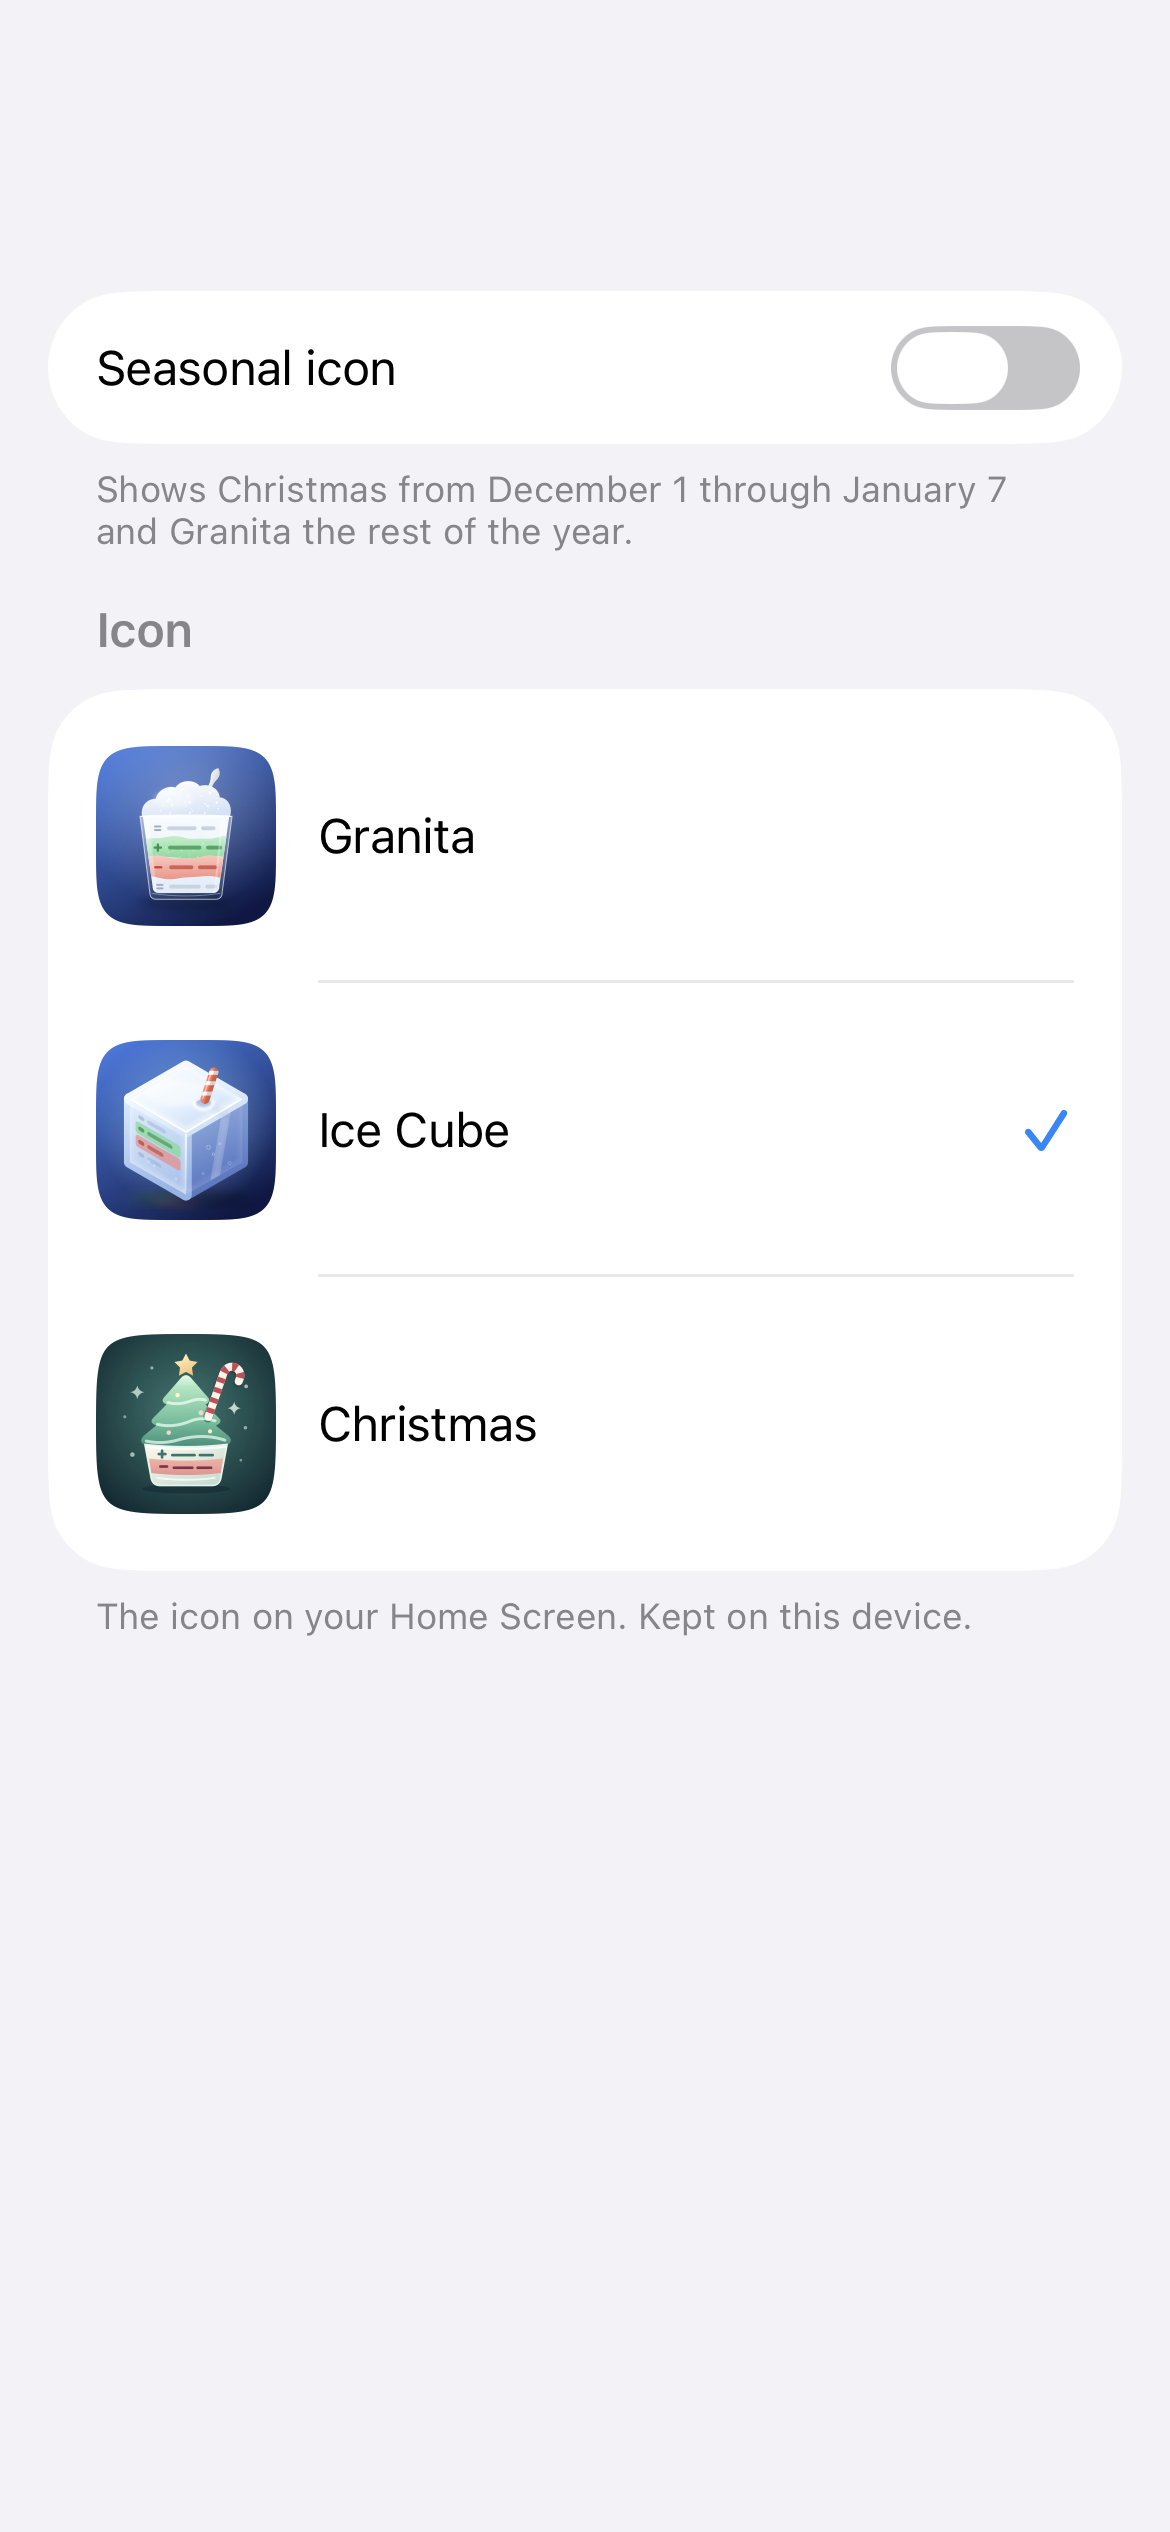 Seasonal icon
Shows Christmas from December 1 through January 7
and Granita the rest of the year.
Icon
Granita
Ice Cube
Christmas
The icon on your Home Screen. Kept on this device.